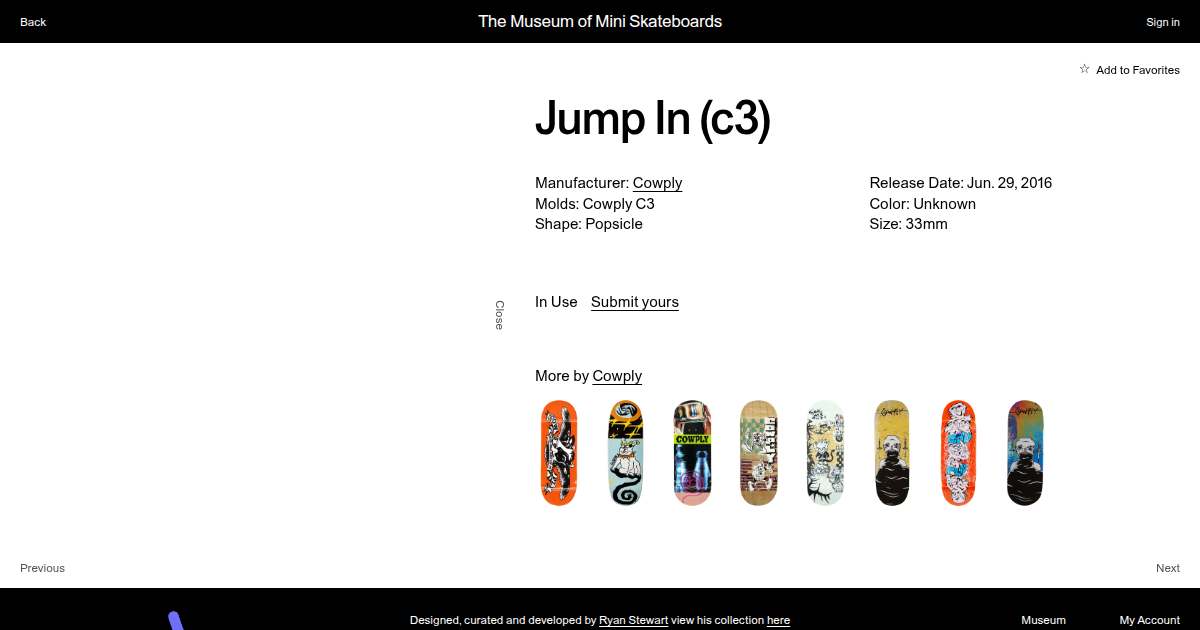 Back
The Museum of Mini Skateboards
Sign in
☆ Add to Favorites
Jump In (c3)
Manufacturer: Cowply
Molds: Cowply C3
Shape: Popsicle
Release Date: Jun. 29, 2016
Color: Unknown
Size: 33mm
Close
In Use Submit yours
More by Cowply
COWPLY
Previous
Next
Designed, curated and developed by Ryan Stewart view his collection here
Museum
My Account